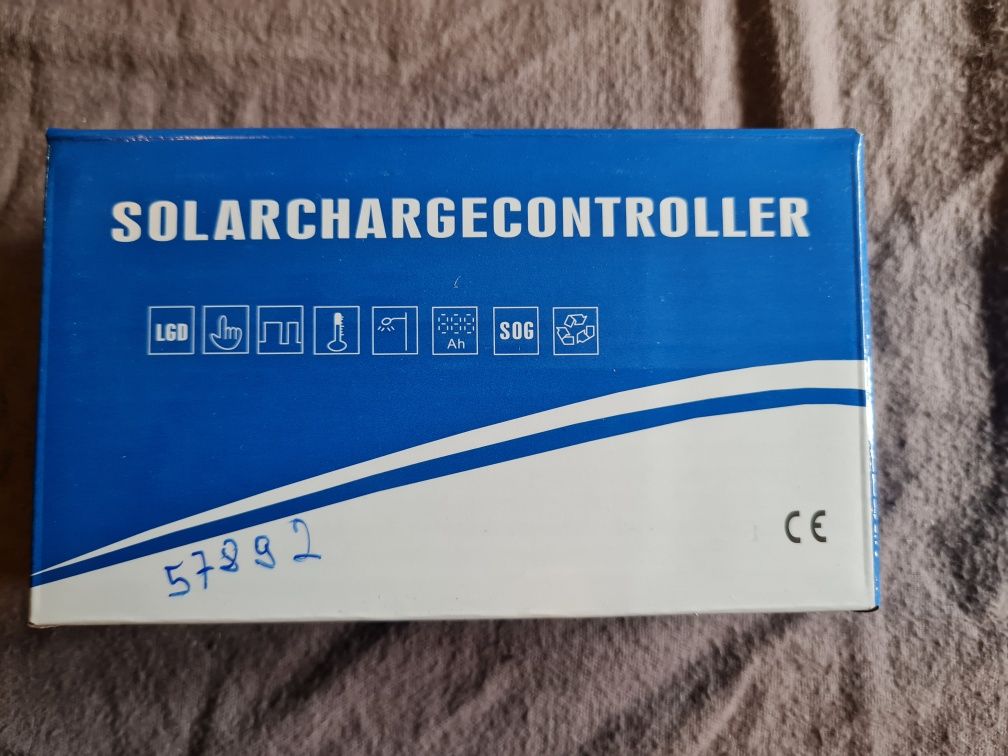 SOLARCHARGECONTROLLER
LGD
Ah
SOG
CE
57892